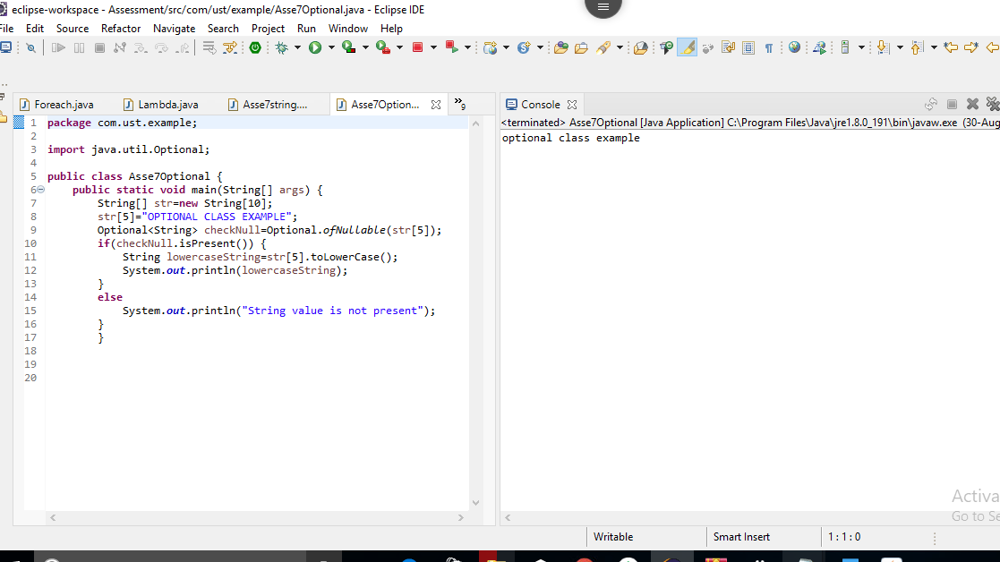 eclipse-workspace - Assessment/src/com/ust/example/Asse7Optional.java - Eclipse IDE
File Edit Source Refactor Navigate Search Project Run Window Help
Foreach.java Lambda.java Asse7string.... Asse7Option... »9
1 package com.ust.example;
2
3 import java.util.Optional;
4
5 public class Asse7Optional {
6 public static void main(String[] args) {
7 String[] str=new String[10];
8 str[5]="OPTIONAL CLASS EXAMPLE";
9 Optional<String> checkNull=Optional.ofNullable(str[5]);
10 if(checkNull.isPresent()) {
11 String lowercaseString=str[5].toLowerCase();
12 System.out.println(lowercaseString);
13 }
14 else
15 System.out.println("String value is not present");
16 }
17 }
18
19
20
Console
<terminated> Asse7Optional [Java Application] C:\Program Files\Java\jre1.8.0_191\bin\javaw.exe (30-Aug
optional class example
Activa
Go to Se
Writable Smart Insert 1 : 1 : 0